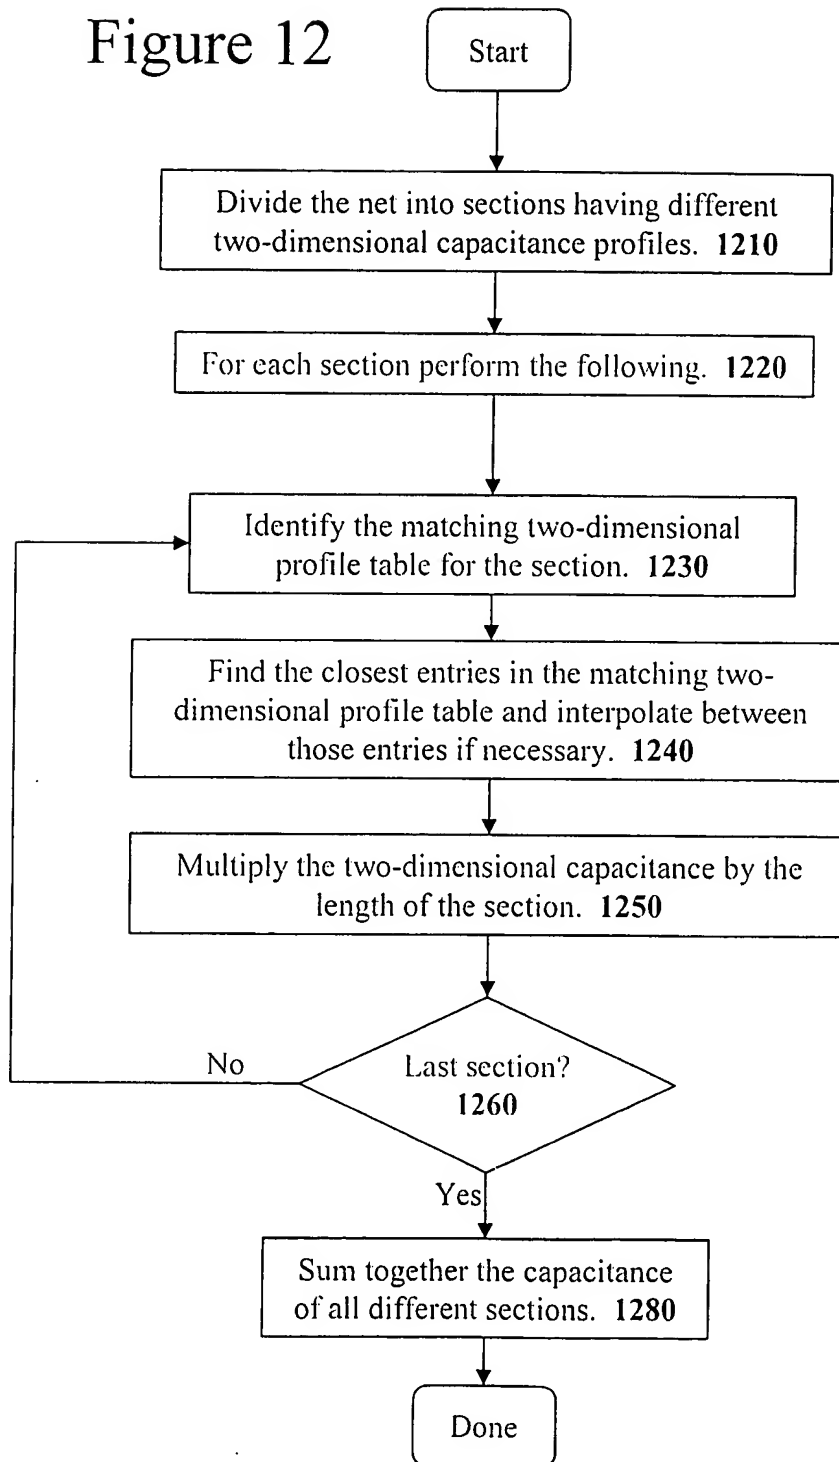 Figure 12
Start
Divide the net into sections having different
two-dimensional capacitance profiles. 1210
For each section perform the following. 1220
Identify the matching two-dimensional
profile table for the section. 1230
Find the closest entries in the matching two-
dimensional profile table and interpolate between
those entries if necessary. 1240
Multiply the two-dimensional capacitance by the
length of the section. 1250
No
Last section?
1260
Yes
Sum together the capacitance
of all different sections. 1280
Done